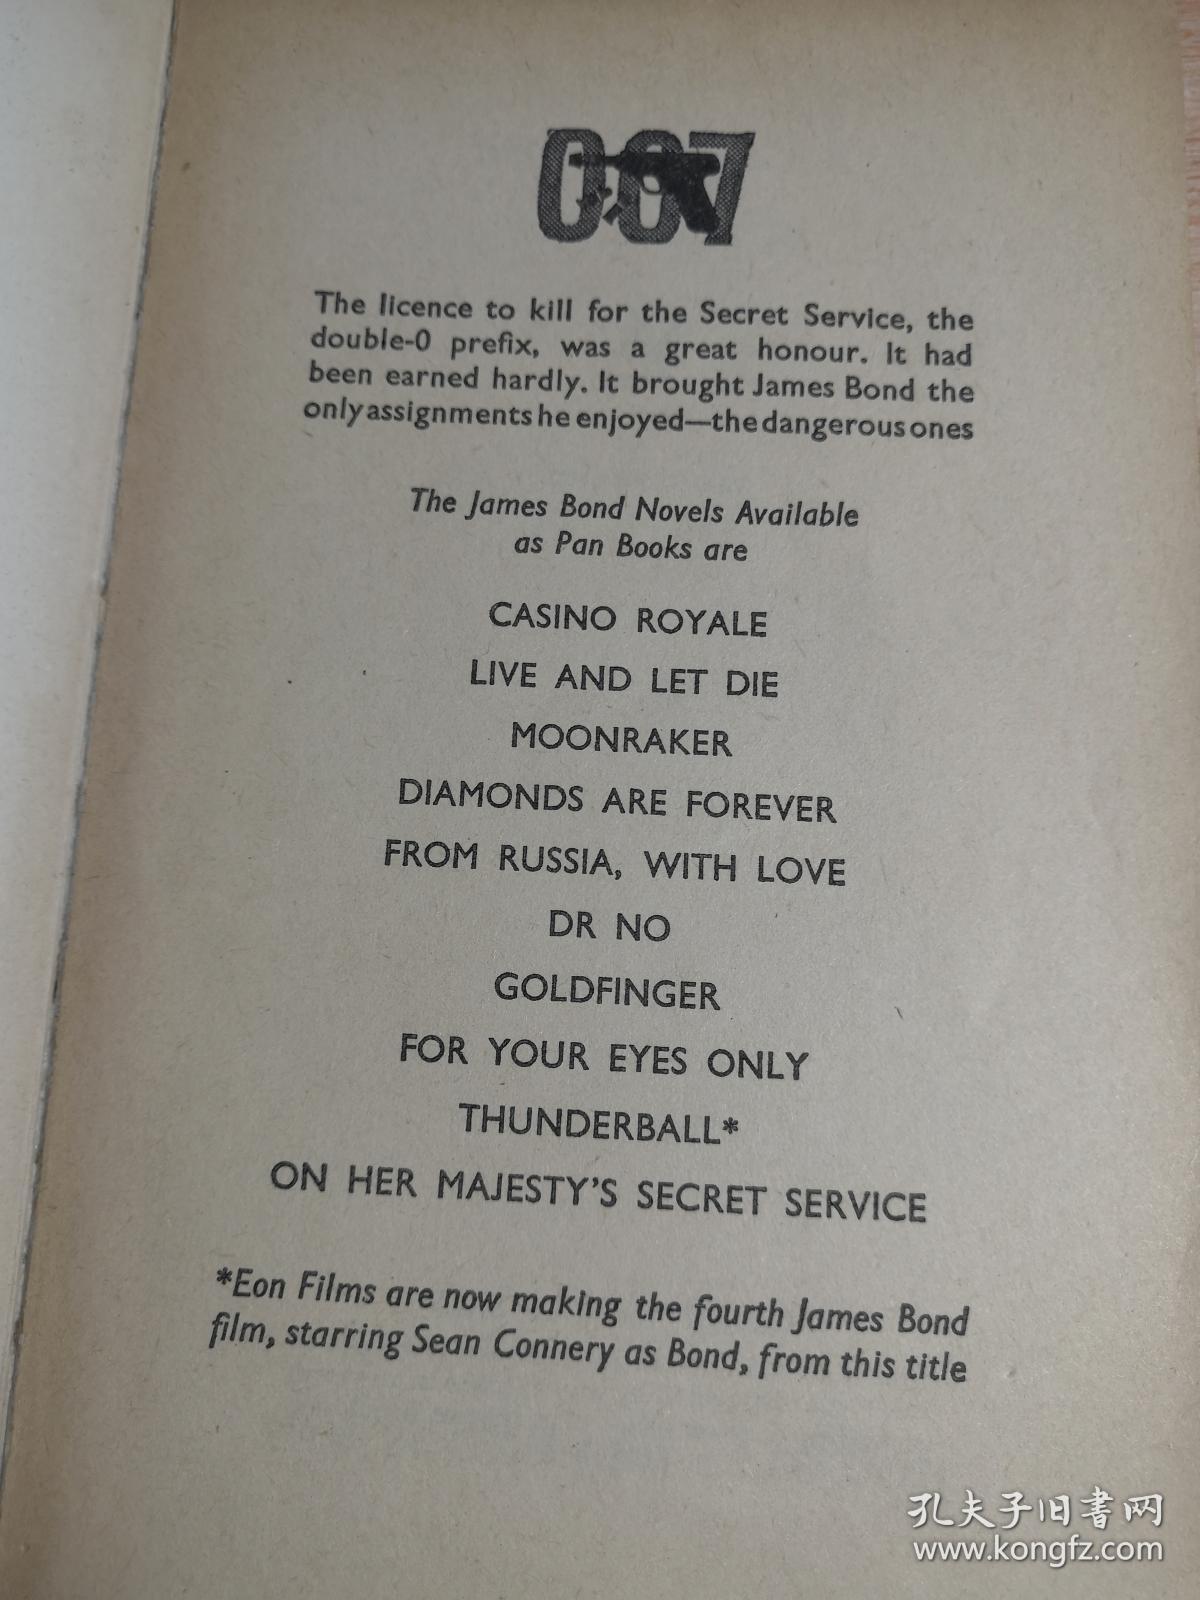 007
The licence to kill for the Secret Service, the
double-0 prefix, was a great honour. It had
been earned hardly. It brought James Bond the
only assignments he enjoyed—the dangerous ones
The James Bond Novels Available
as Pan Books are
CASINO ROYALE
LIVE AND LET DIE
MOONRAKER
DIAMONDS ARE FOREVER
FROM RUSSIA, WITH LOVE
DR NO
GOLDFINGER
FOR YOUR EYES ONLY
THUNDERBALL*
ON HER MAJESTY'S SECRET SERVICE
*Eon Films are now making the fourth James Bond
film, starring Sean Connery as Bond, from this title
孔夫子旧书网
www.kongfz.com